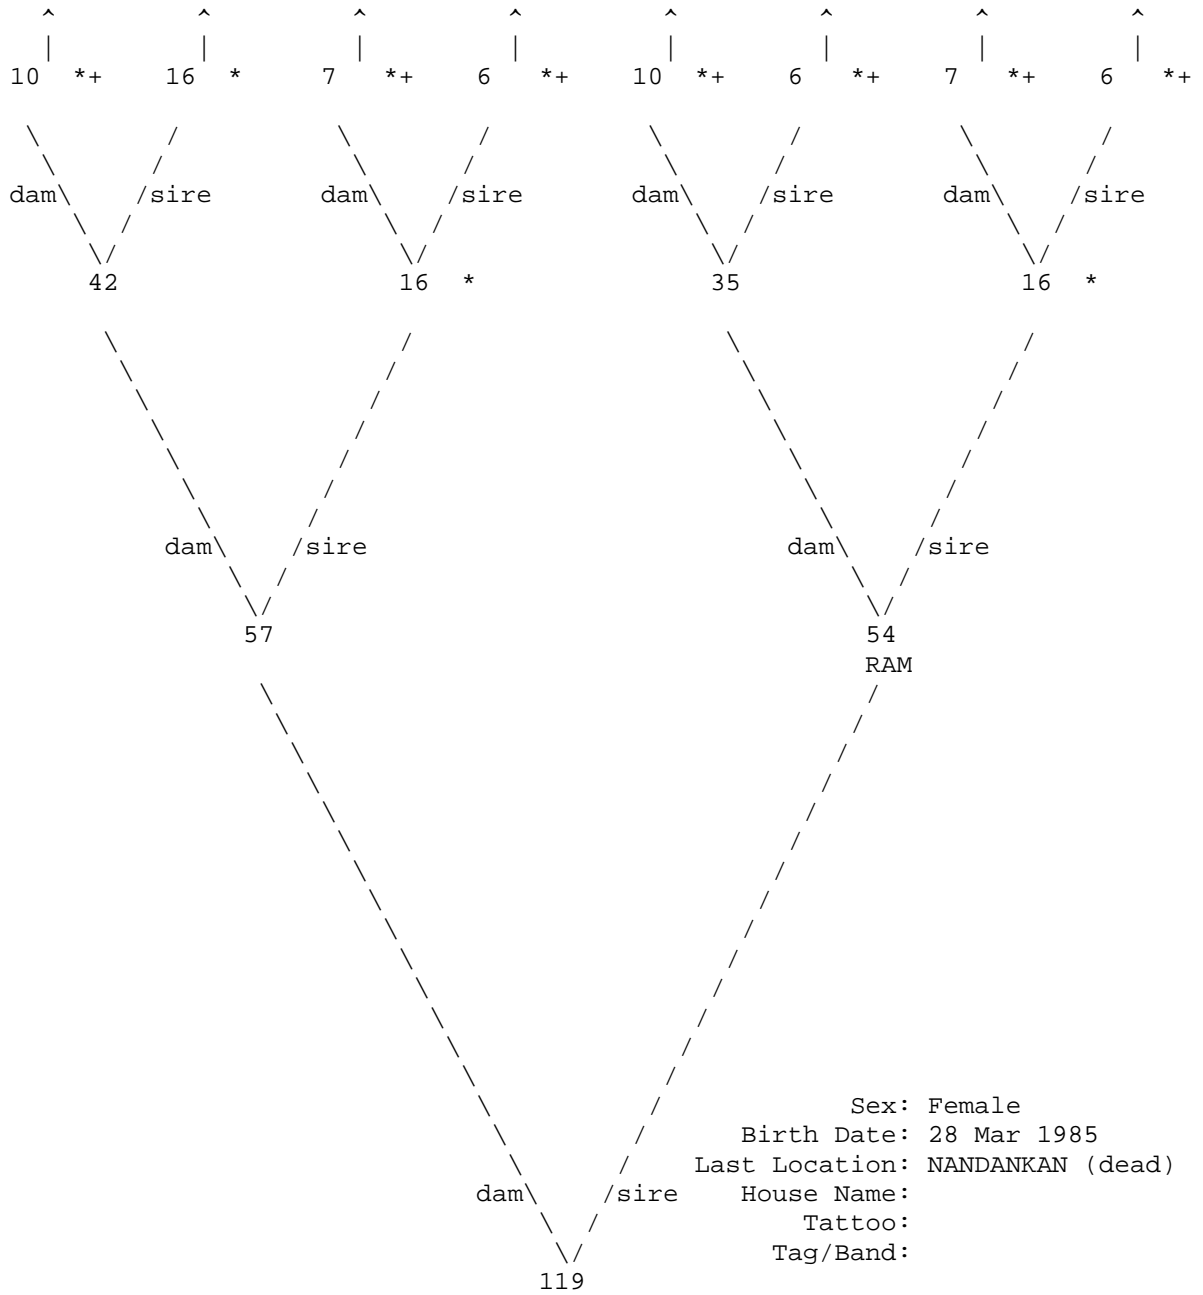 ^ ^ ^ ^ ^ ^ ^ ^
10 *+ 16 * 7 *+ 6 *+ 10 *+ 6 *+ 7 *+ 6 *+
dam /sire dam /sire dam /sire dam /sire
42 16 * 35 16 *
dam /sire dam /sire
57 54
RAM
Sex: Female
Birth Date: 28 Mar 1985
Last Location: NANDANKAN (dead)
dam /sire House Name:
Tattoo:
Tag/Band:
119